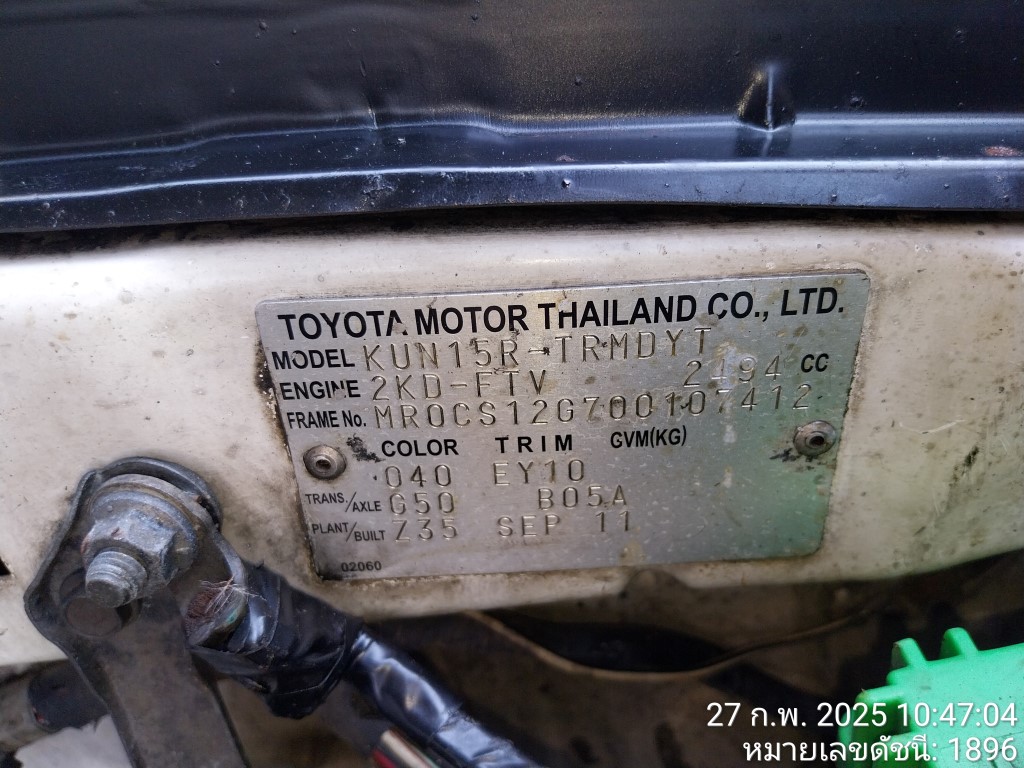 TOYOTA MOTOR THAILAND CO., LTD.
MODEL KUN15R-TRMDYT
ENGINE 2KD-FTV 2494 CC
FRAME No. MR0CS12G700107412
COLOR TRIM GVM(KG)
040 EY10
TRANS./AXLE G50 B05A
PLANT/BUILT Z35 SEP 11
02060
27 ก.พ. 2025 10:47:04
หมายเลขดัชนี: 1896